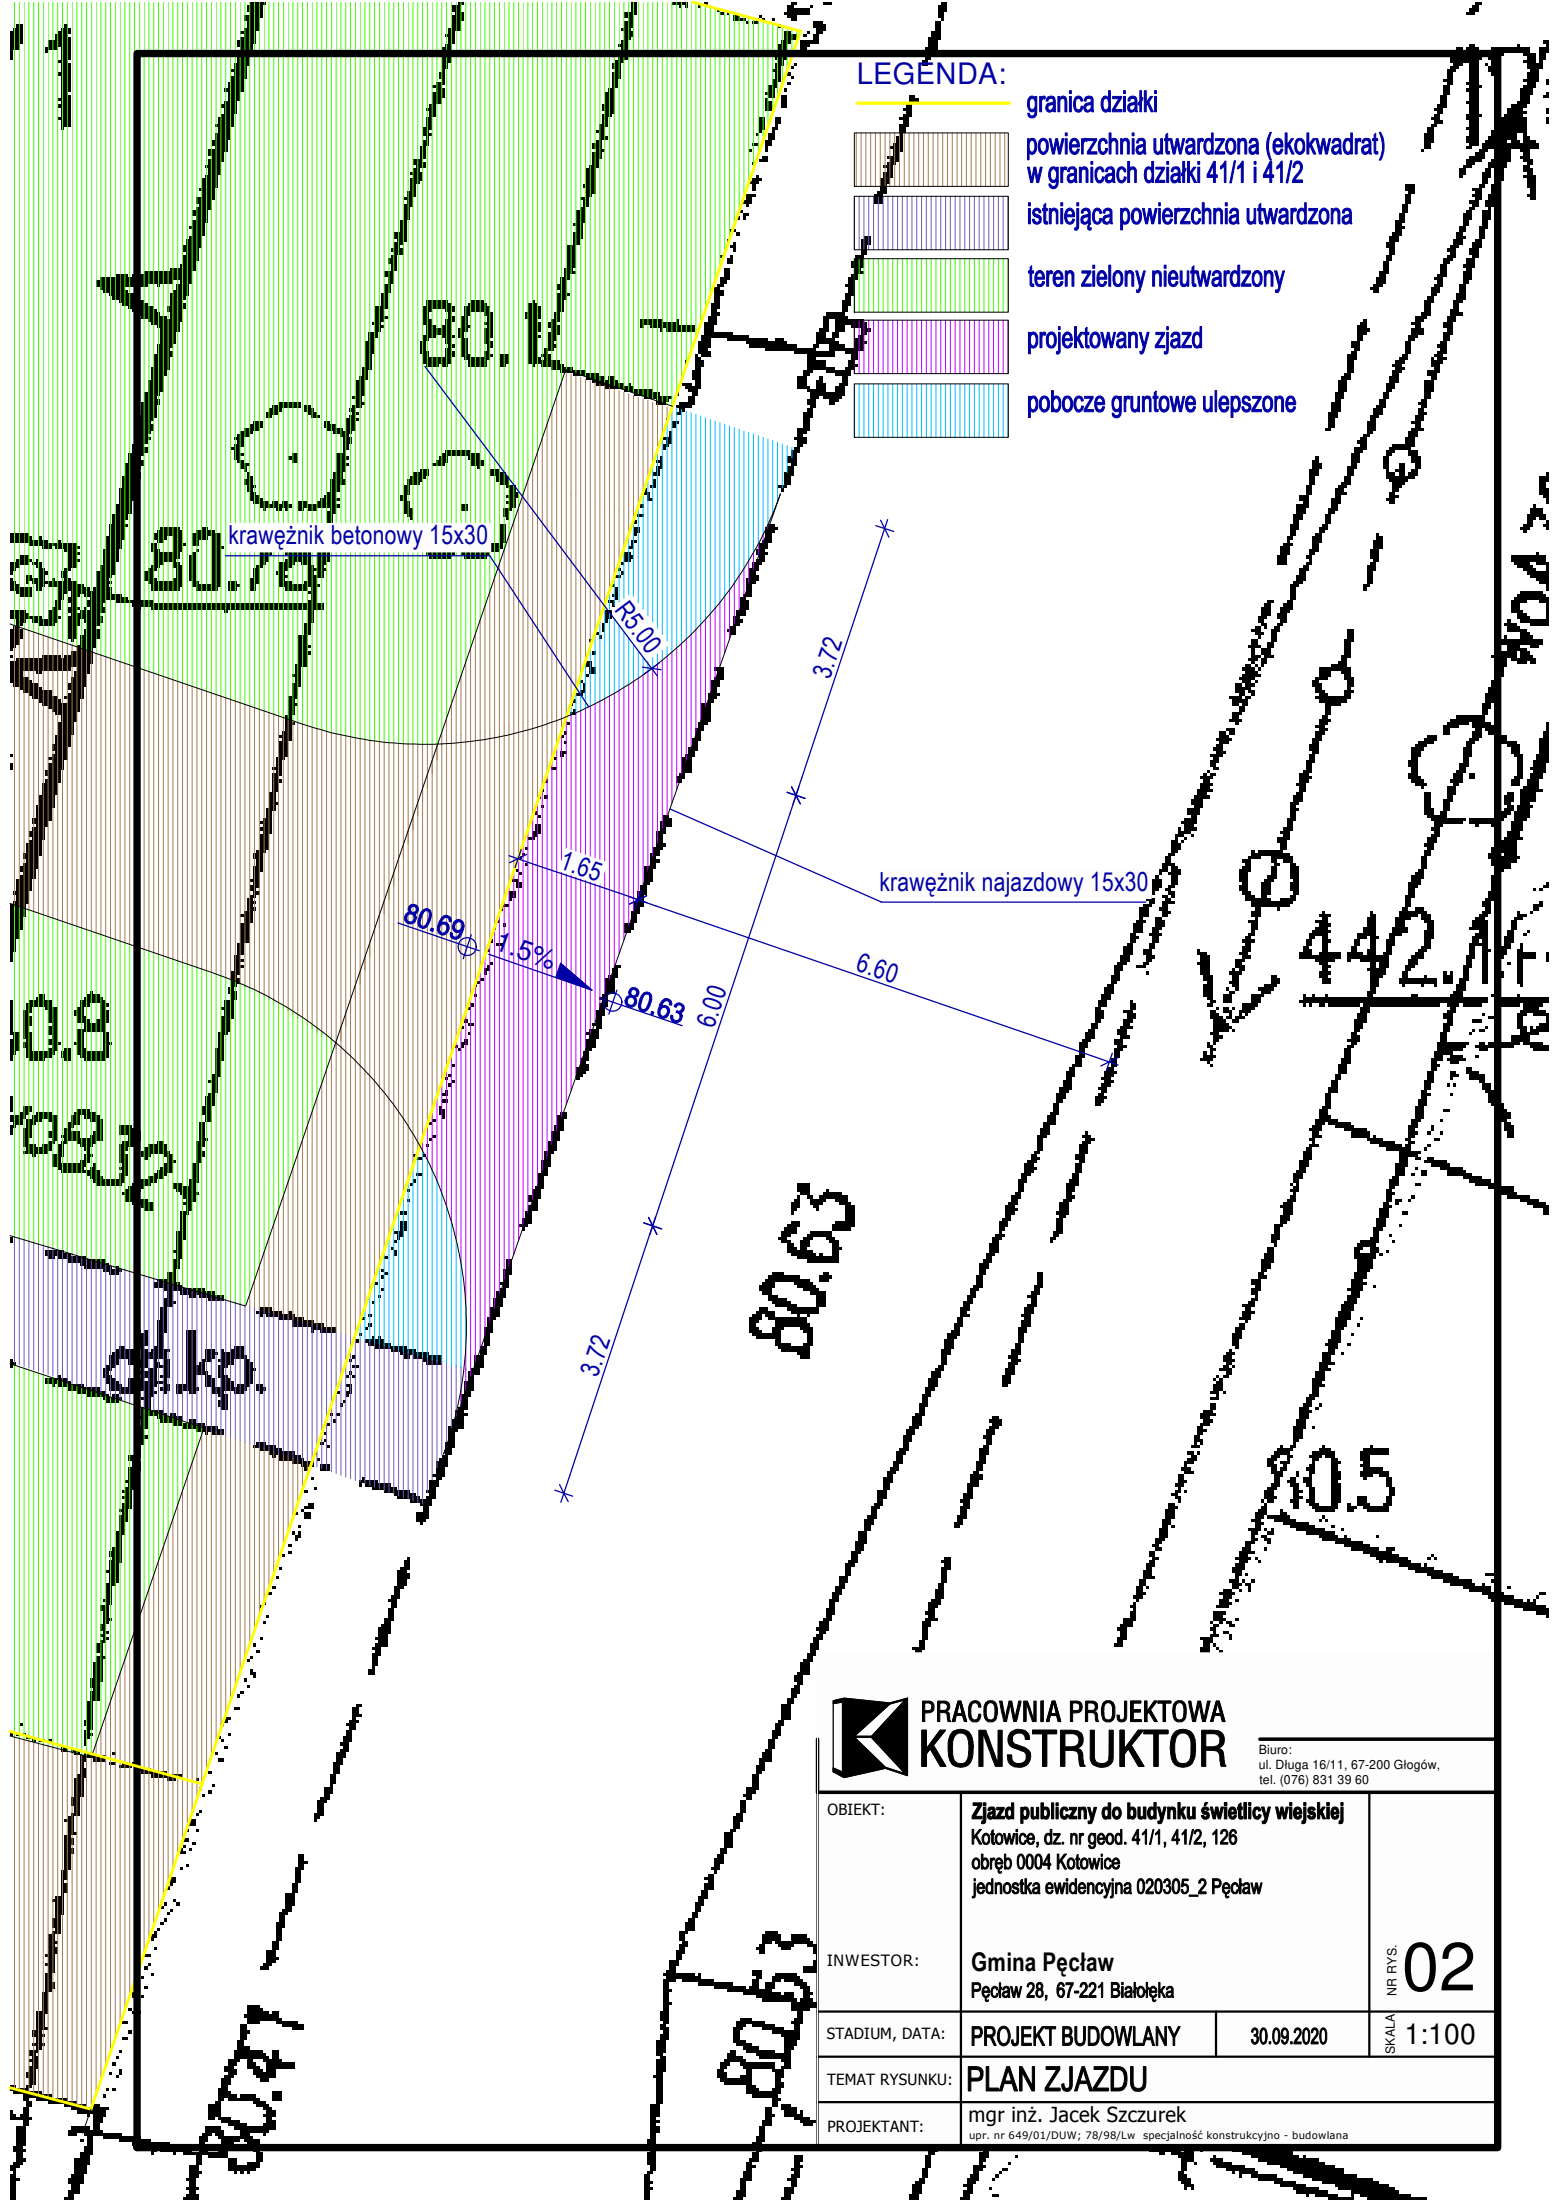 LEGENDA:
granica działki
powierzchnia utwardzona (ekokwadrat)
w granicach działki 41/1 i 41/2
istniejąca powierzchnia utwardzona
teren zielony nieutwardzony
projektowany zjazd
pobocze gruntowe ulepszone
80.1
krawężnik betonowy 15x30
R5.00
3.72
1.65
krawężnik najazdowy 15x30
80.69
1.5%
80.63
6.00
6.60
442.1
0.8
80.63
3.72
0.5
80.53
PRACOWNIA PROJEKTOWA
KONSTRUKTOR
Biuro:
ul. Długa 16/11, 67-200 Głogów,
tel. (076) 831 39 60
OBIEKT:
Zjazd publiczny do budynku świetlicy wiejskiej
Kotowice, dz. nr geod. 41/1, 41/2, 126
obręb 0004 Kotowice
jednostka ewidencyjna 020305_2 Pęcław
INWESTOR:
Gmina Pęcław
Pęcław 28, 67-221 Białołęka
NR RYS. 02
STADIUM, DATA:
PROJEKT BUDOWLANY
30.09.2020
SKALA 1:100
TEMAT RYSUNKU:
PLAN ZJAZDU
PROJEKTANT:
mgr inż. Jacek Szczurek
upr. nr 649/01/DUW; 78/98/Lw specjalność konstrukcyjno - budowlana